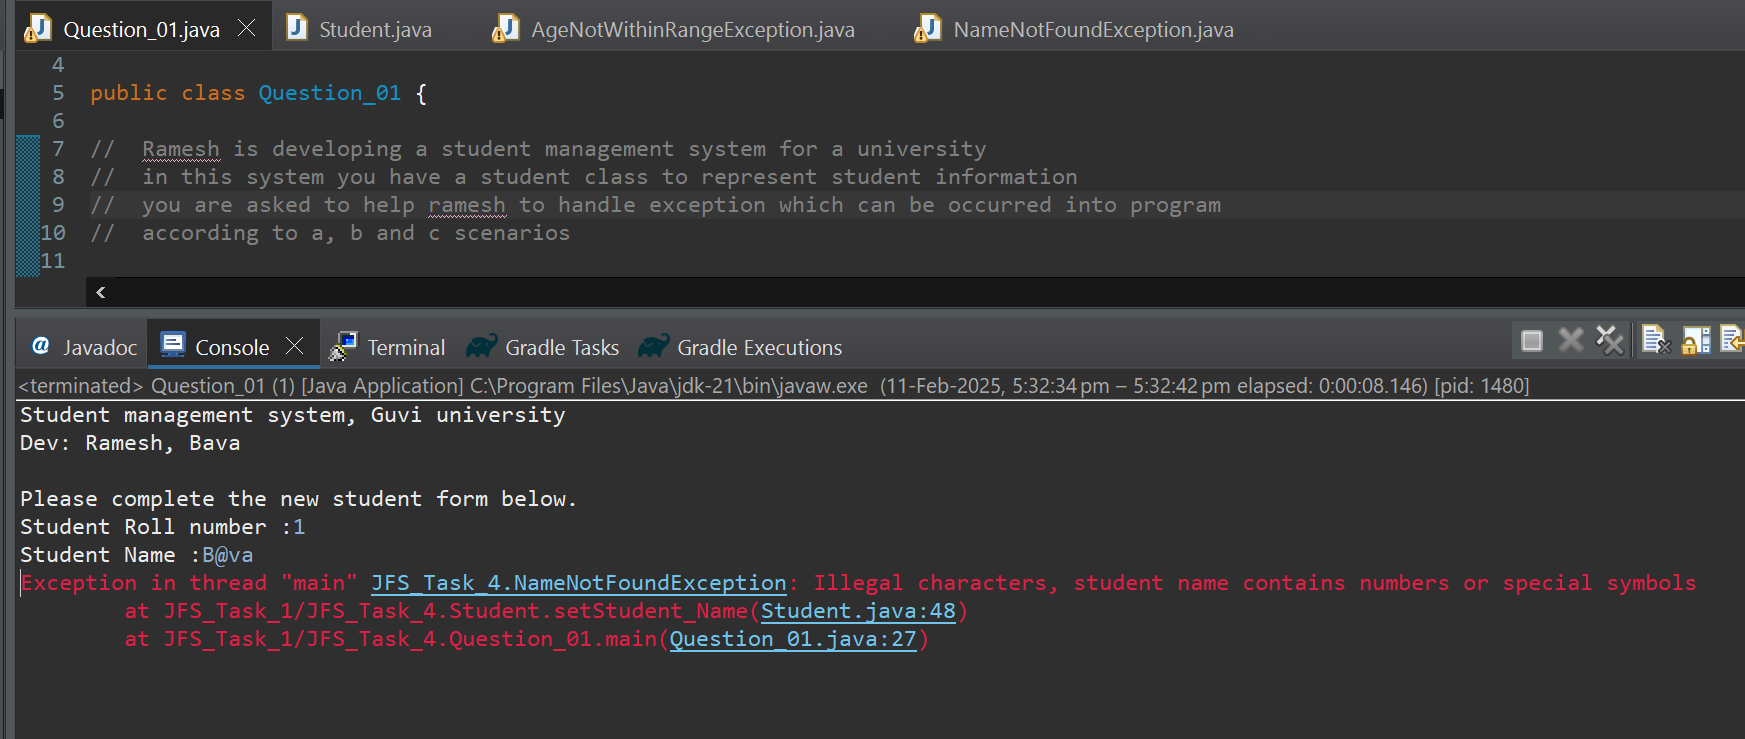 Question_01.java
Student.java
AgeNotWithinRangeException.java
NameNotFoundException.java
4
5 public class Question_01 {
6
7 // Ramesh is developing a student management system for a university
8 // in this system you have a student class to represent student information
9 // you are asked to help ramesh to handle exception which can be occurred into program
10 // according to a, b and c scenarios
11
@ Javadoc
Console
Terminal
Gradle Tasks
Gradle Executions
<terminated> Question_01 (1) [Java Application] C:\Program Files\Java\jdk-21\bin\javaw.exe (11-Feb-2025, 5:32:34 pm – 5:32:42 pm elapsed: 0:00:08.146) [pid: 1480]
Student management system, Guvi university
Dev: Ramesh, Bava
Please complete the new student form below.
Student Roll number :1
Student Name :B@va
Exception in thread "main" JFS_Task_4.NameNotFoundException: Illegal characters, student name contains numbers or special symbols
at JFS_Task_1/JFS_Task_4.Student.setStudent_Name(Student.java:48)
at JFS_Task_1/JFS_Task_4.Question_01.main(Question_01.java:27)